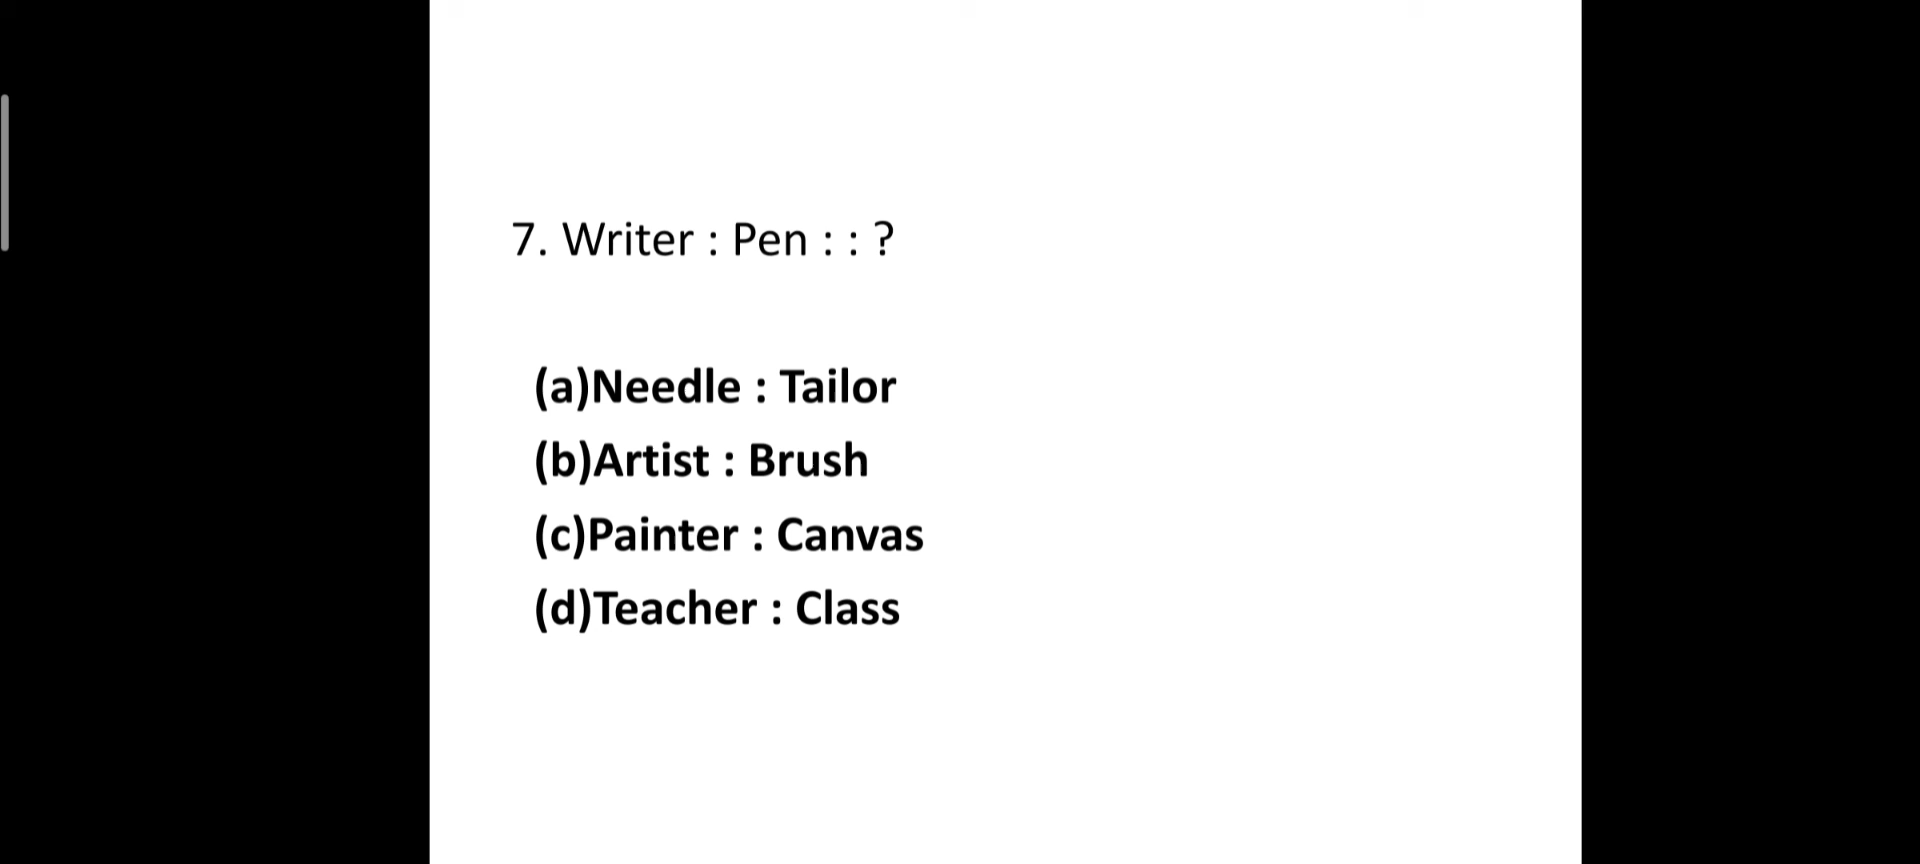 7. Writer : Pen : : ?
(a)Needle : Tailor
(b)Artist : Brush
(c)Painter : Canvas
(d)Teacher : Class